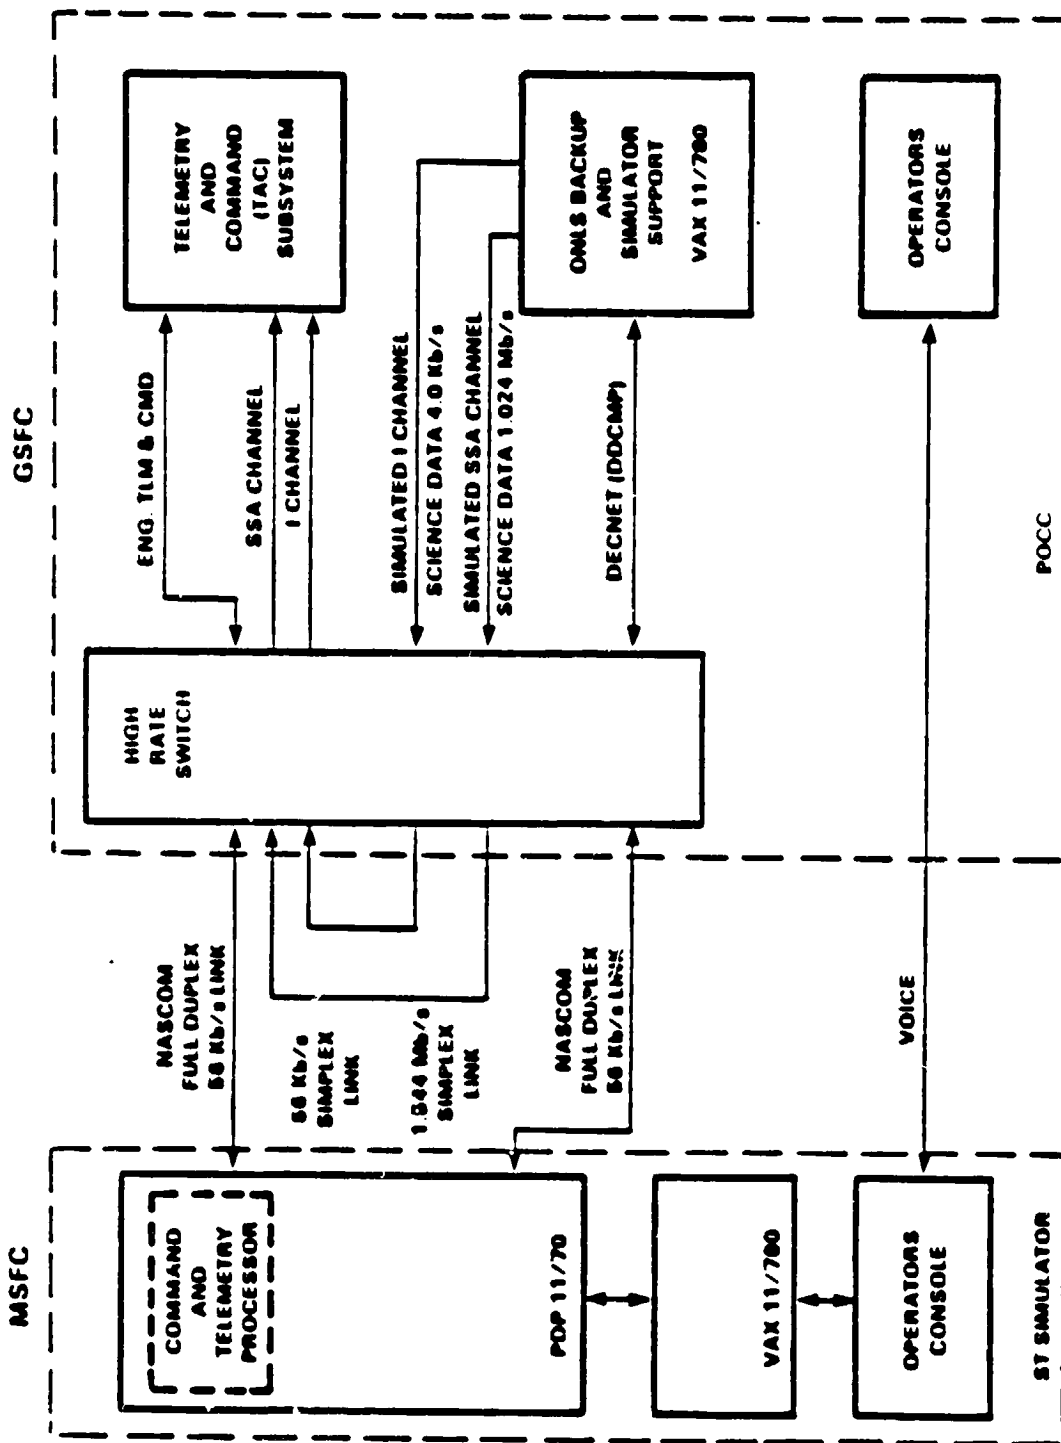 MSFC
GSFC
COMMAND
AND
TELEMETRY
PROCESSOR
PDP 11/70
VAX 11/780
OPERATORS
CONSOLE
ST SIMULATOR
NASCOM
FULL DUPLEX
56 Kb/s LINK
56 Kb/s
SIMPLEX
LINK
1.544 Mb/s
SIMPLEX
LINK
NASCOM
FULL DUPLEX
56 Kb/s LINK
VOICE
HIGH
RATE
SWITCH
ENG. TLM & CMD
SSA CHANNEL
I CHANNEL
SIMULATED I CHANNEL
SCIENCE DATA 4.0 Kb/s
SIMULATED SSA CHANNEL
SCIENCE DATA 1.024 Mb/s
DECNET (DDCMP)
TELEMETRY
AND
COMMAND
(TAC)
SUBSYSTEM
ONLS BACKUP
AND
SIMULATOR
SUPPORT
VAX 11/780
OPERATORS
CONSOLE
POCC